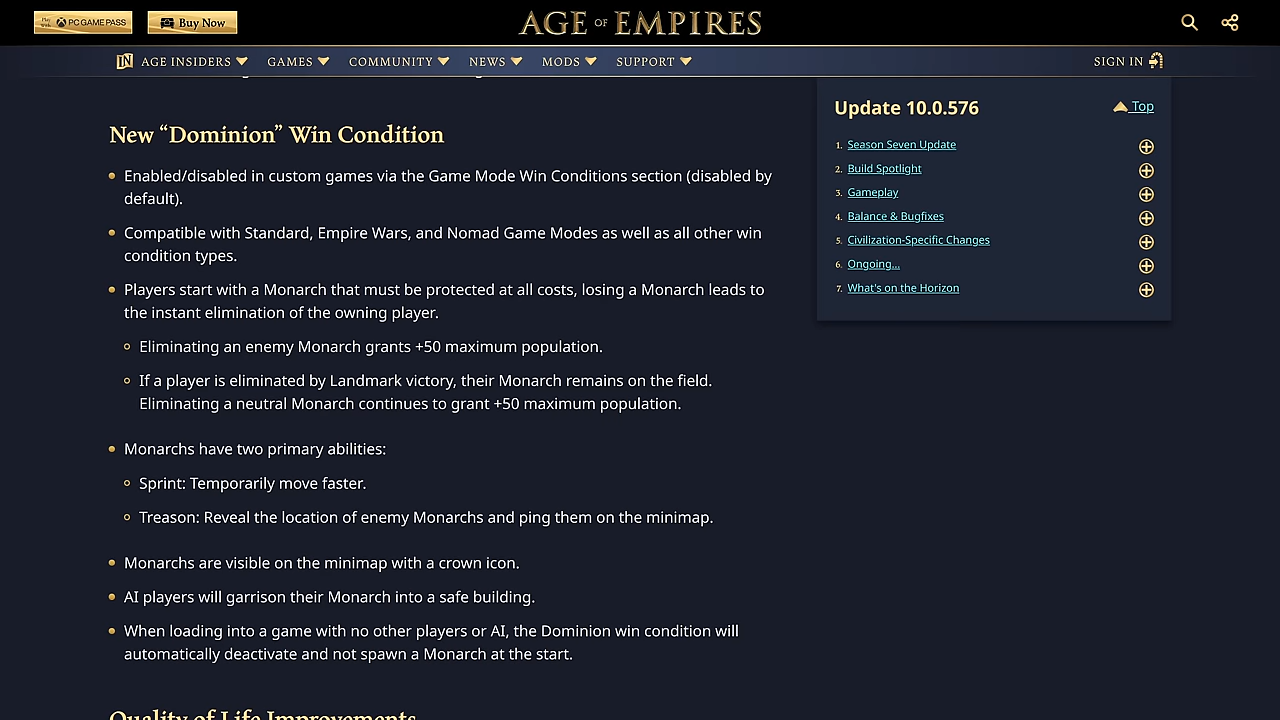 Play with PC GAME PASS
Buy Now
AGE OF EMPIRES
IN AGE INSIDERS GAMES COMMUNITY NEWS MODS SUPPORT SIGN IN
New “Dominion” Win Condition
Enabled/disabled in custom games via the Game Mode Win Conditions section (disabled by
default).
Compatible with Standard, Empire Wars, and Nomad Game Modes as well as all other win
condition types.
Players start with a Monarch that must be protected at all costs, losing a Monarch leads to
the instant elimination of the owning player.
Eliminating an enemy Monarch grants +50 maximum population.
If a player is eliminated by Landmark victory, their Monarch remains on the field.
Eliminating a neutral Monarch continues to grant +50 maximum population.
Monarchs have two primary abilities:
Sprint: Temporarily move faster.
Treason: Reveal the location of enemy Monarchs and ping them on the minimap.
Monarchs are visible on the minimap with a crown icon.
AI players will garrison their Monarch into a safe building.
When loading into a game with no other players or AI, the Dominion win condition will
automatically deactivate and not spawn a Monarch at the start.
Quality of Life Improvements
Update 10.0.576
Top
1. Season Seven Update
2. Build Spotlight
3. Gameplay
4. Balance & Bugfixes
5. Civilization-Specific Changes
6. Ongoing...
7. What's on the Horizon